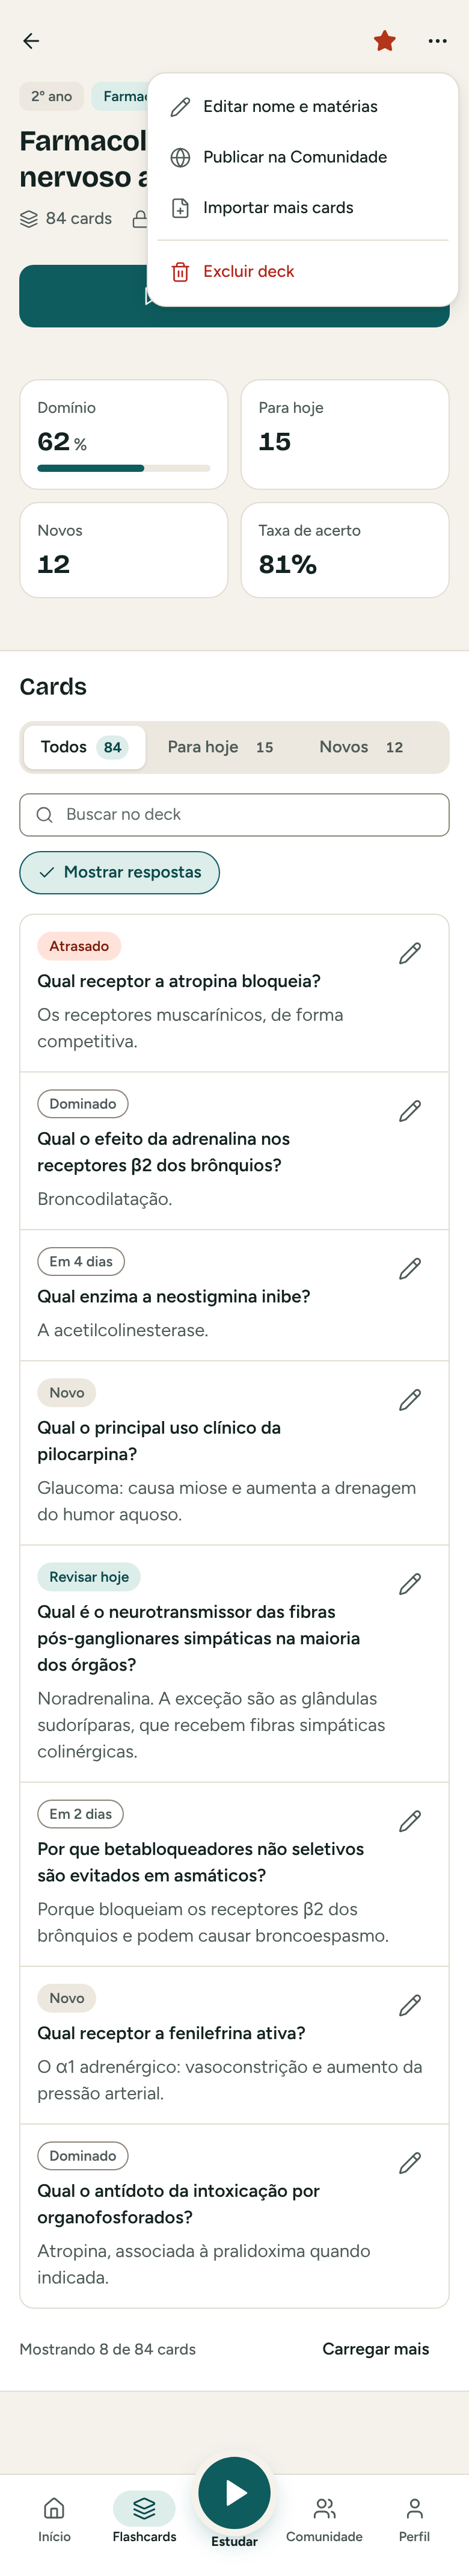 2º ano
Editar nome e matérias
Publicar na Comunidade
nervoso
84 cards
Importar mais cards
Excluir deck
Domínio
62 %
Para hoje
15
Novos
12
Taxa de acerto
81%
Cards
Todos 84 Para hoje 15 Novos 12
Buscar no deck
Mostrar respostas
Atrasado
Qual receptor a atropina bloqueia?
Os receptores muscarínicos, de forma
competitiva.
Dominado
Qual o efeito da adrenalina nos
receptores β2 dos brônquios?
Broncodilatação.
Em 4 dias
Qual enzima a neostigmina inibe?
A acetilcolinesterase.
Novo
Qual o principal uso clínico da
pilocarpina?
Glaucoma: causa miose e aumenta a drenagem
do humor aquoso.
Revisar hoje
Qual é o neurotransmissor das fibras
pós-ganglionares simpáticas na maioria
dos órgãos?
Noradrenalina. A exceção são as glândulas
sudoríparas, que recebem fibras simpáticas
colinérgicas.
Em 2 dias
Por que betabloqueadores não seletivos
são evitados em asmáticos?
Porque bloqueiam os receptores β2 dos
brônquios e podem causar broncoespasmo.
Novo
Qual receptor a fenilefrina ativa?
O α1 adrenérgico: vasoconstrição e aumento da
pressão arterial.
Dominado
Qual o antídoto da intoxicação por
organofosforados?
Atropina, associada à pralidoxima quando
indicada.
Mostrando 8 de 84 cards
Carregar mais
Início
Flashcards
Estudar
Comunidade
Perfil